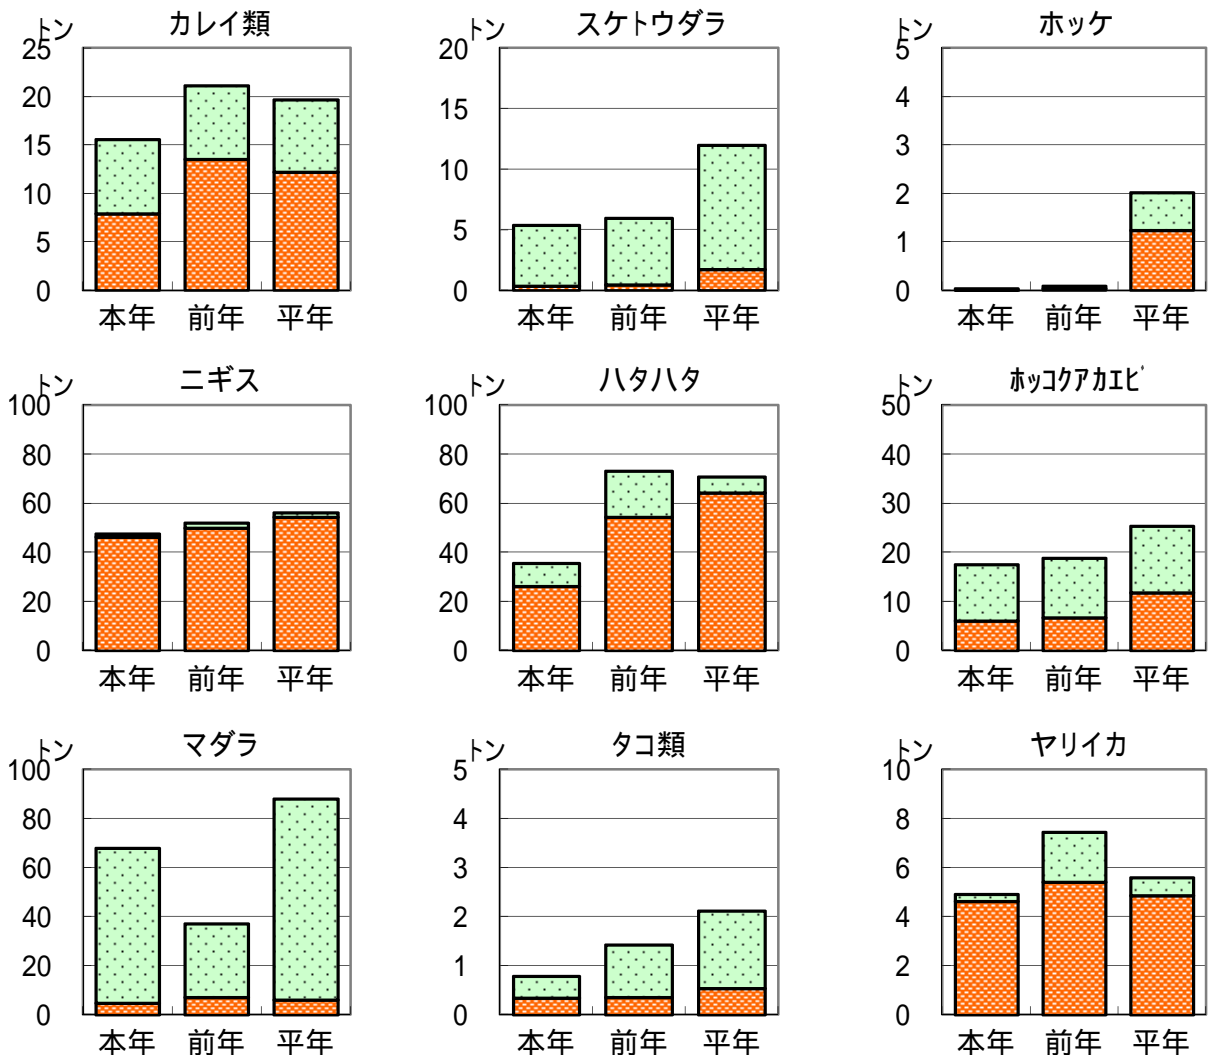 カレイ類
トン
25
20
15
10
5
0
本年 前年 平年
スケトウダラ
トン
20
15
10
5
0
本年 前年 平年
ホッケ
トン
5
4
3
2
1
0
本年 前年 平年
ニギス
トン
100
80
60
40
20
0
本年 前年 平年
ハタハタ
トン
100
80
60
40
20
0
本年 前年 平年
ホッコクアカエビ
トン
50
40
30
20
10
0
本年 前年 平年
マダラ
トン
100
80
60
40
20
0
本年 前年 平年
タコ類
トン
5
4
3
2
1
0
本年 前年 平年
ヤリイカ
トン
10
8
6
4
2
0
本年 前年 平年